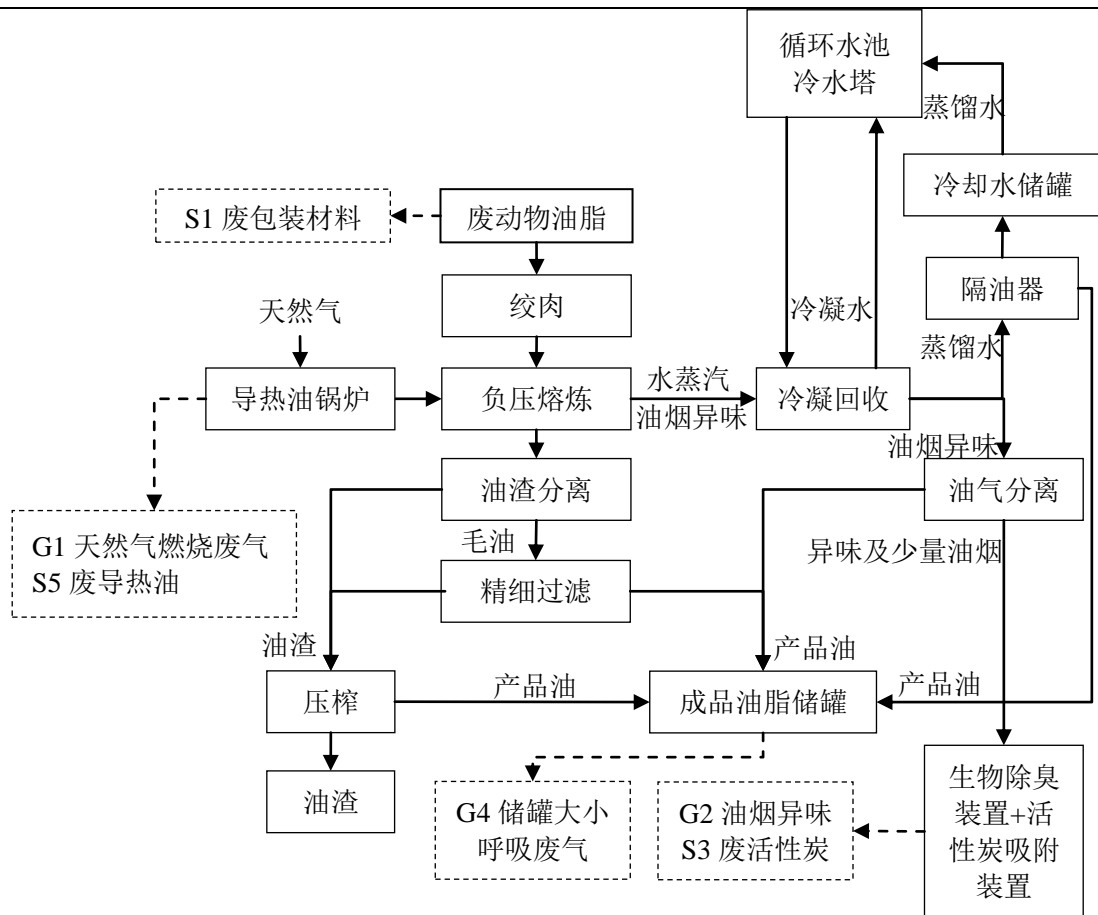 循环水池
冷水塔
蒸馏水
冷却水储罐
S1 废包装材料
废动物油脂
隔油器
绞肉
天然气
冷凝水
蒸馏水
导热油锅炉
负压熔炼
水蒸汽
油烟异味
冷凝回收
油烟异味
油渣分离
油气分离
G1 天然气燃烧废气
S5 废导热油
毛油
异味及少量油烟
精细过滤
油渣
产品油
压榨
产品油
成品油脂储罐
产品油
油渣
G4 储罐大小
呼吸废气
G2 油烟异味
S3 废活性炭
生物除臭
装置+活
性炭吸附
装置